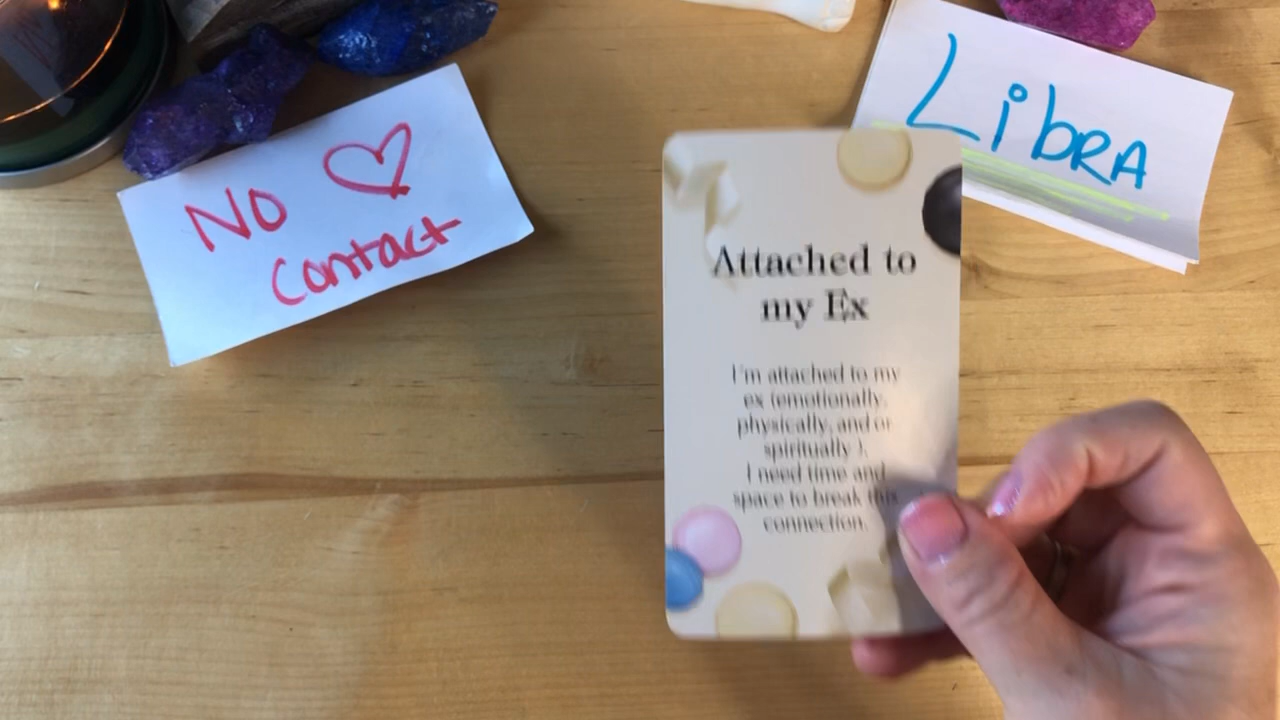 No
Contact
Libra
Attached to
my Ex
I'm attached to my
ex (emotionally,
physically, and or
spiritually ).
I need time and
space to break this
connection.